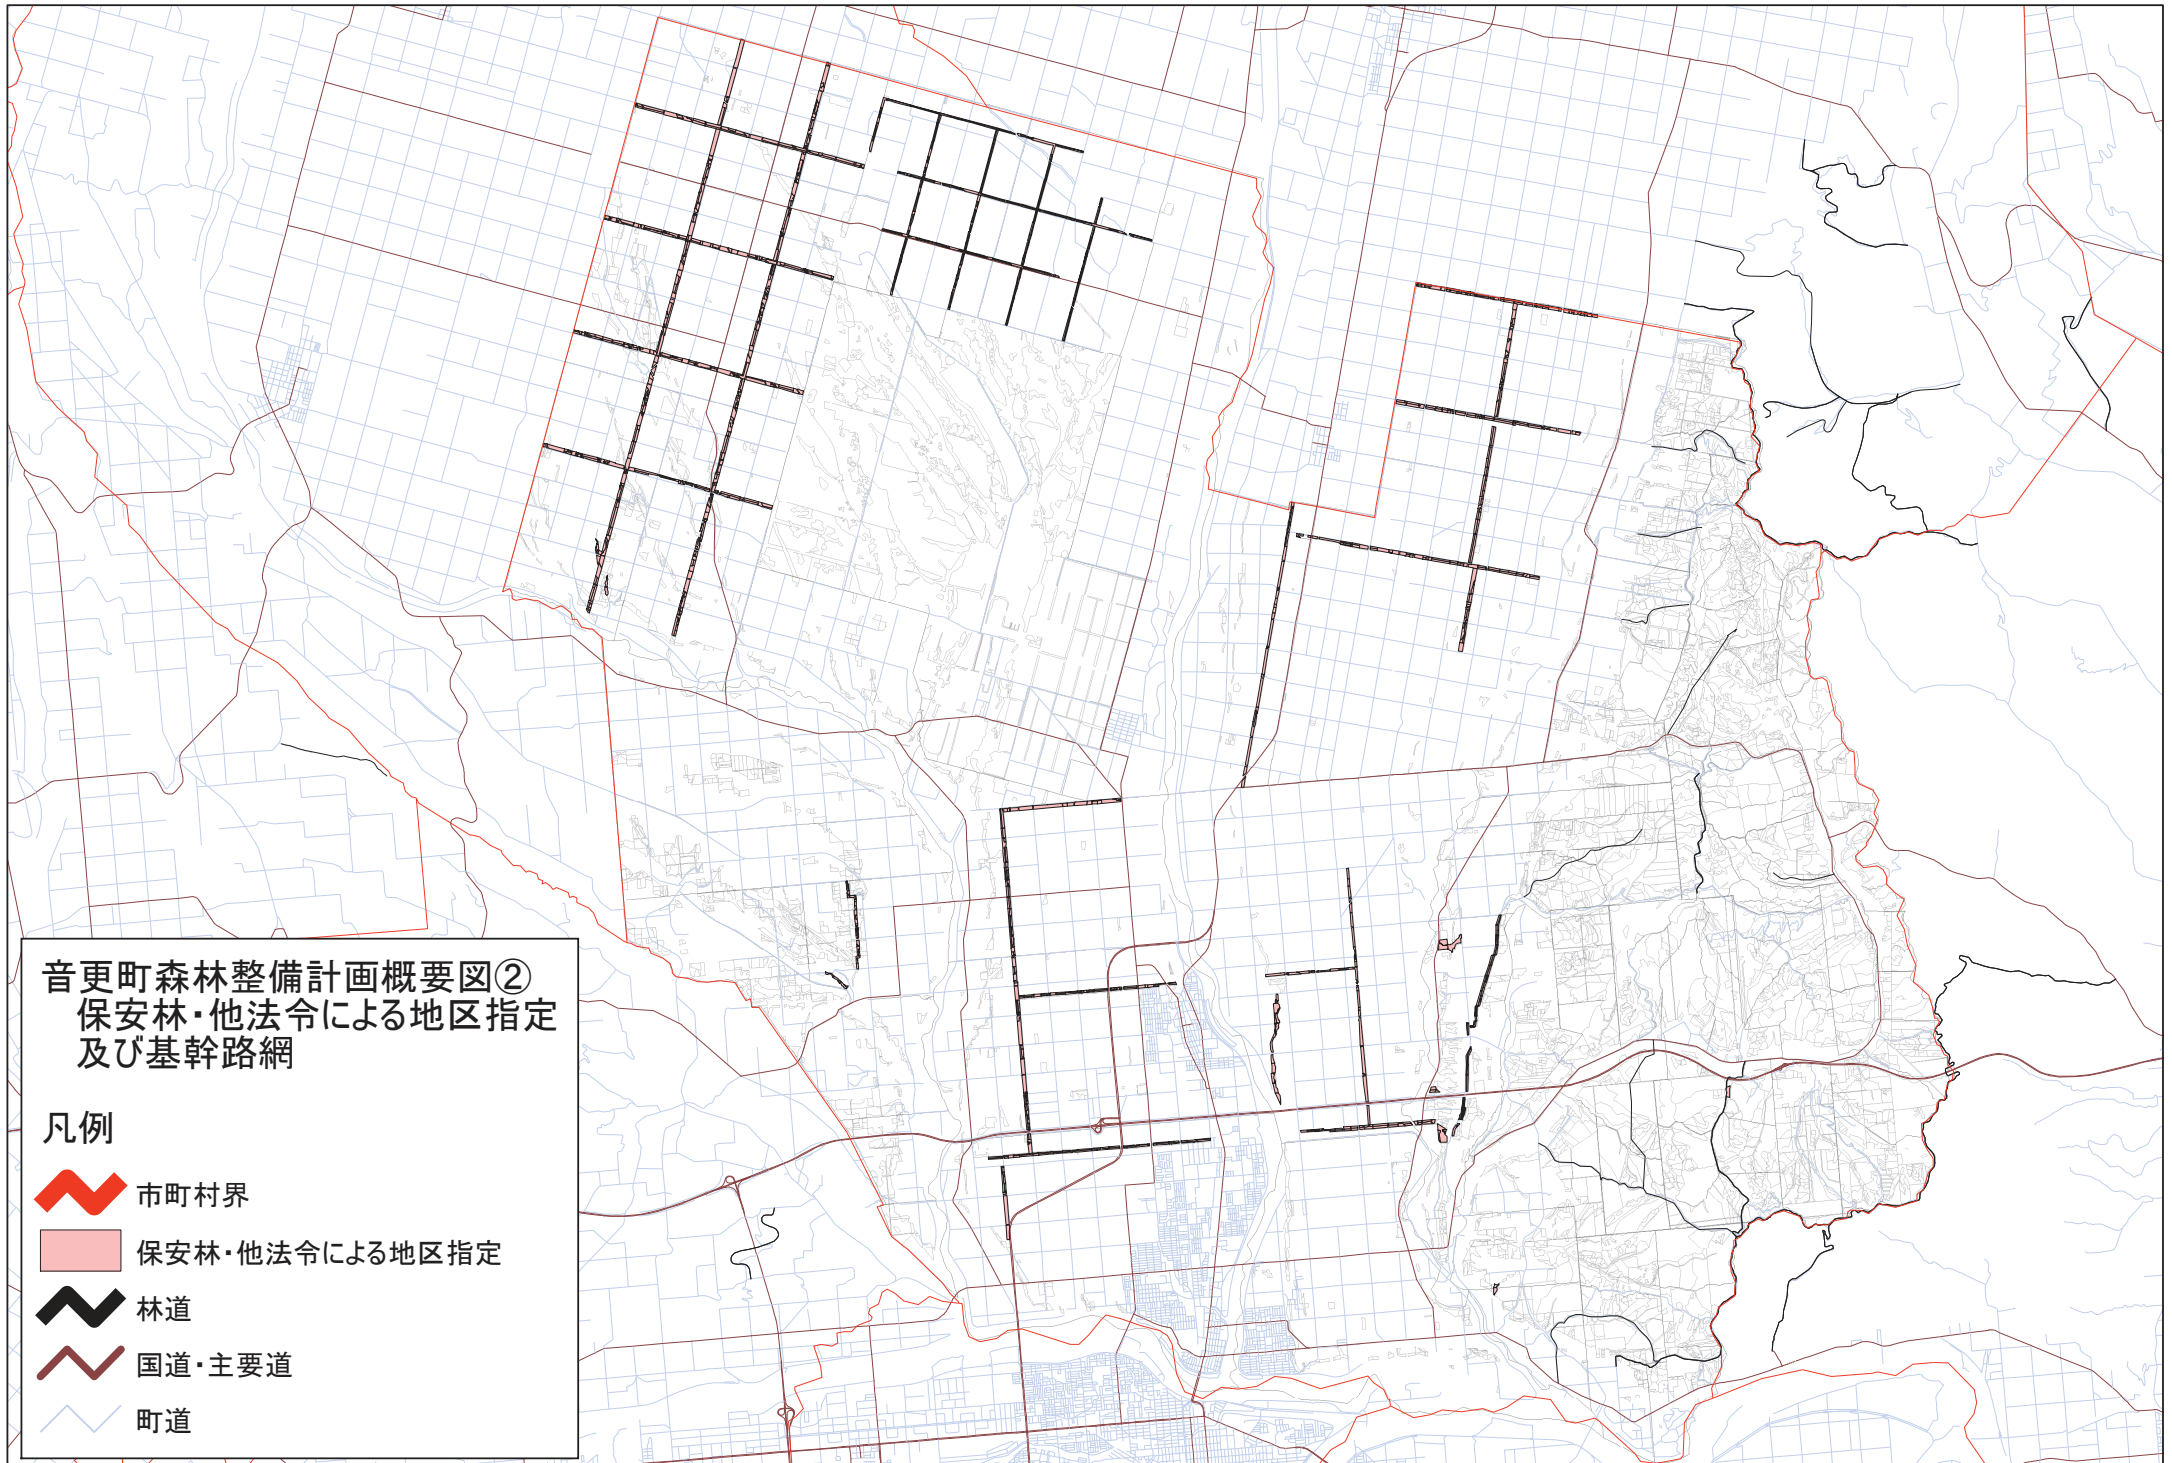 音更町森林整備計画概要図②
保安林・他法令による地区指定
及び基幹路網
凡例
市町村界
保安林・他法令による地区指定
林道
国道・主要道
町道